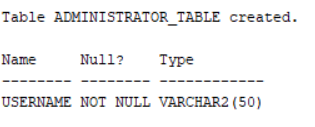 Table ADMINISTRATOR_TABLE created.
Name     Null?    Type
-------- -------- ------------
USERNAME NOT NULL VARCHAR2(50)